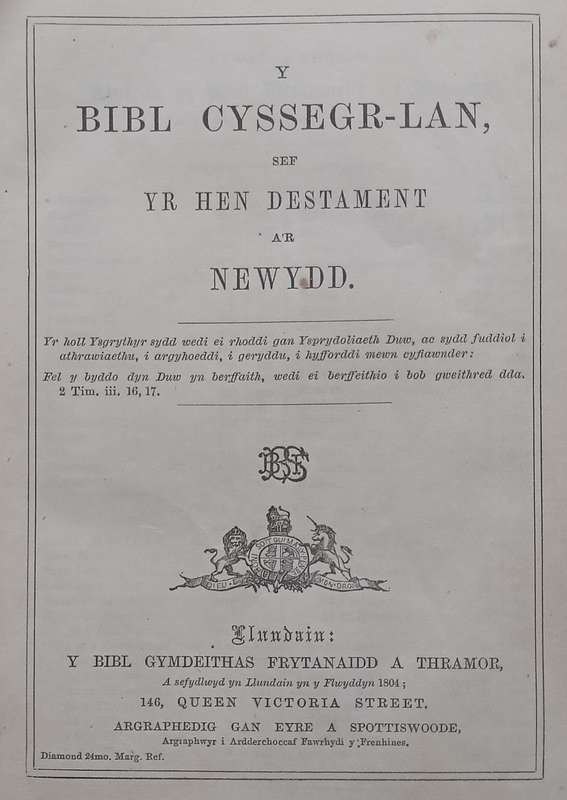 Y
BIBL CYSSEGR-LAN,
SEF
YR HEN DESTAMENT
A'R
NEWYDD.
Yr holl Ysgrythyr sydd wedi ei rhoddi gan Ysprydoliaeth Duw, ac sydd fuddiol i
athrawiaethu, i argyhoeddi, i geryddu, i hyfforddi mewn cyfiawnder:
Fel y byddo dyn Duw yn berffaith, wedi ei berffeithio i bob gweithred dda.
2 Tim. iii. 16, 17.
Llundain:
Y BIBL GYMDEITHAS FRYTANAIDD A THRAMOR,
A sefydlwyd yn Llundain yn y Flwyddyn 1804;
146, QUEEN VICTORIA STREET.
ARGRAPHEDIG GAN EYRE A SPOTTISWOODE,
Argraphwyr i Ardderchoccaf Fawrhydi y Frenhines.
Diamond 24mo. Marg. Ref.